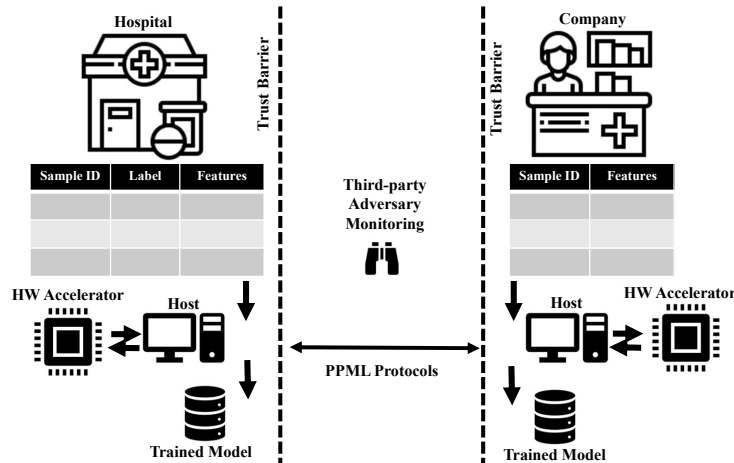 Hospital
Trust Barrier
Sample ID Label Features
HW Accelerator
Host
Trained Model
Third-party
Adversary
Monitoring
PPML Protocols
Company
Trust Barrier
Sample ID Features
Host
HW Accelerator
Trained Model